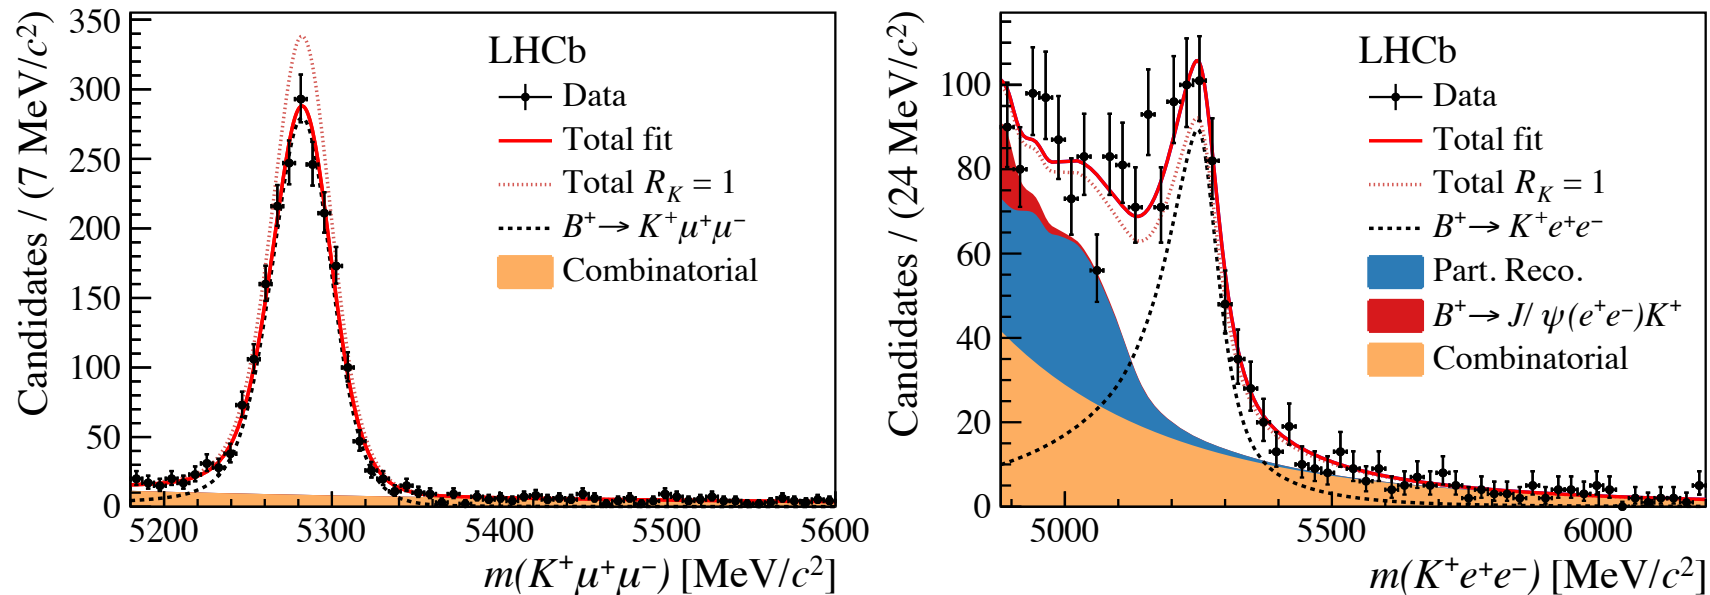 Candidates / (7 MeV/c²)
350
300
250
200
150
100
50
0
LHCb
Data
Total fit
Total R_K = 1
B⁺→ K⁺μ⁺μ⁻
Combinatorial
5200 5300 5400 5500 5600
m(K⁺μ⁺μ⁻) [MeV/c²]
Candidates / (24 MeV/c²)
100
80
60
40
20
0
LHCb
Data
Total fit
Total R_K = 1
B⁺→ K⁺e⁺e⁻
Part. Reco.
B⁺→ J/ψ(e⁺e⁻)K⁺
Combinatorial
5000 5500 6000
m(K⁺e⁺e⁻) [MeV/c²]